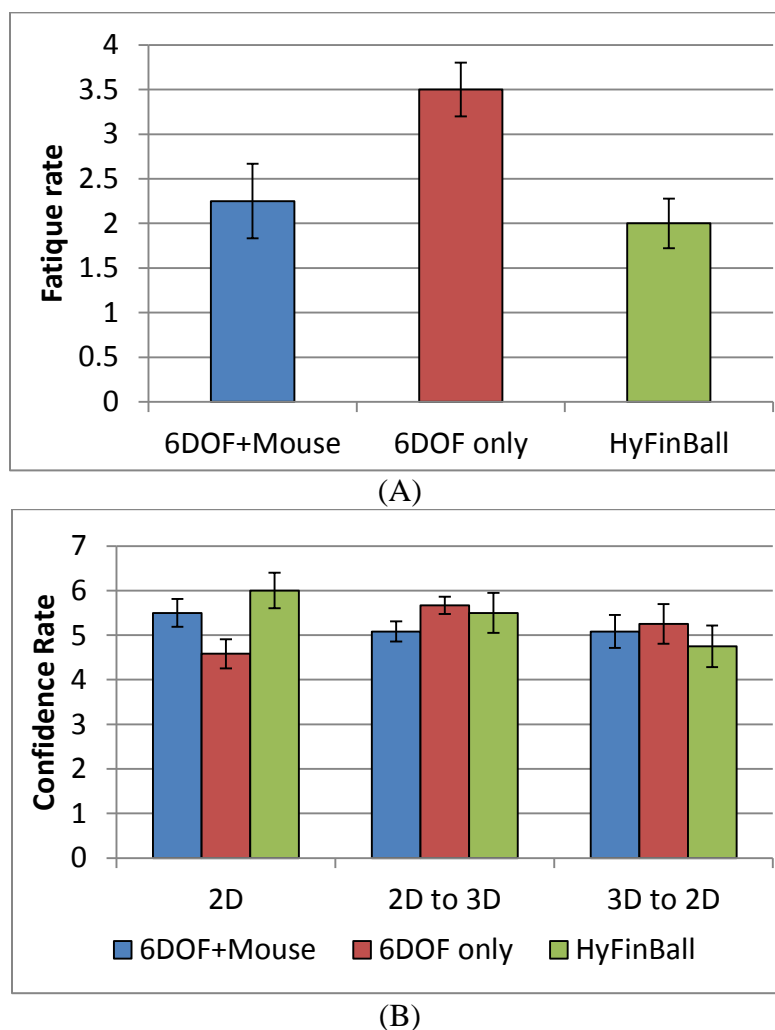 4
3.5
3
2.5
2
1.5
1
0.5
0
Fatique rate
6DOF+Mouse 6DOF only HyFinBall
(A)
7
6
5
4
3
2
1
0
Confidence Rate
2D 2D to 3D 3D to 2D
6DOF+Mouse 6DOF only HyFinBall
(B)